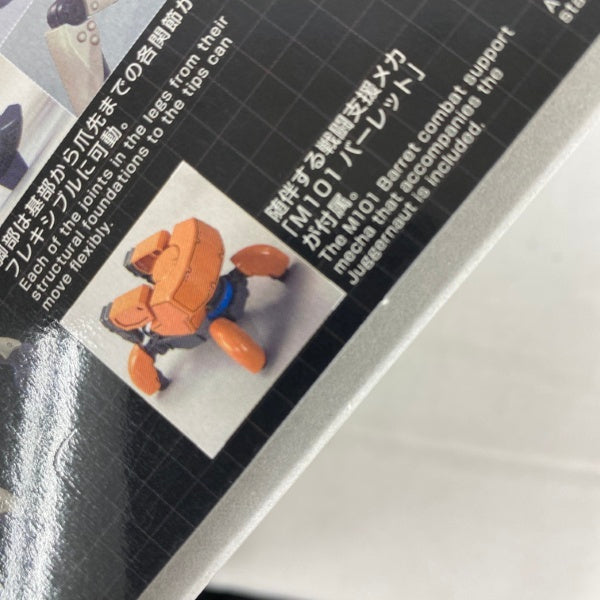 脚部は基部から爪先までの各関節が
フレキシブルに可動。
Each of the joints in the legs from their
structural foundations to the tips can
move flexibly.
随伴する戦闘支援メカ
「M101 バーレット」
が付属。
The M101 Barret combat support
mecha that accompanies the
Juggernaut is included.